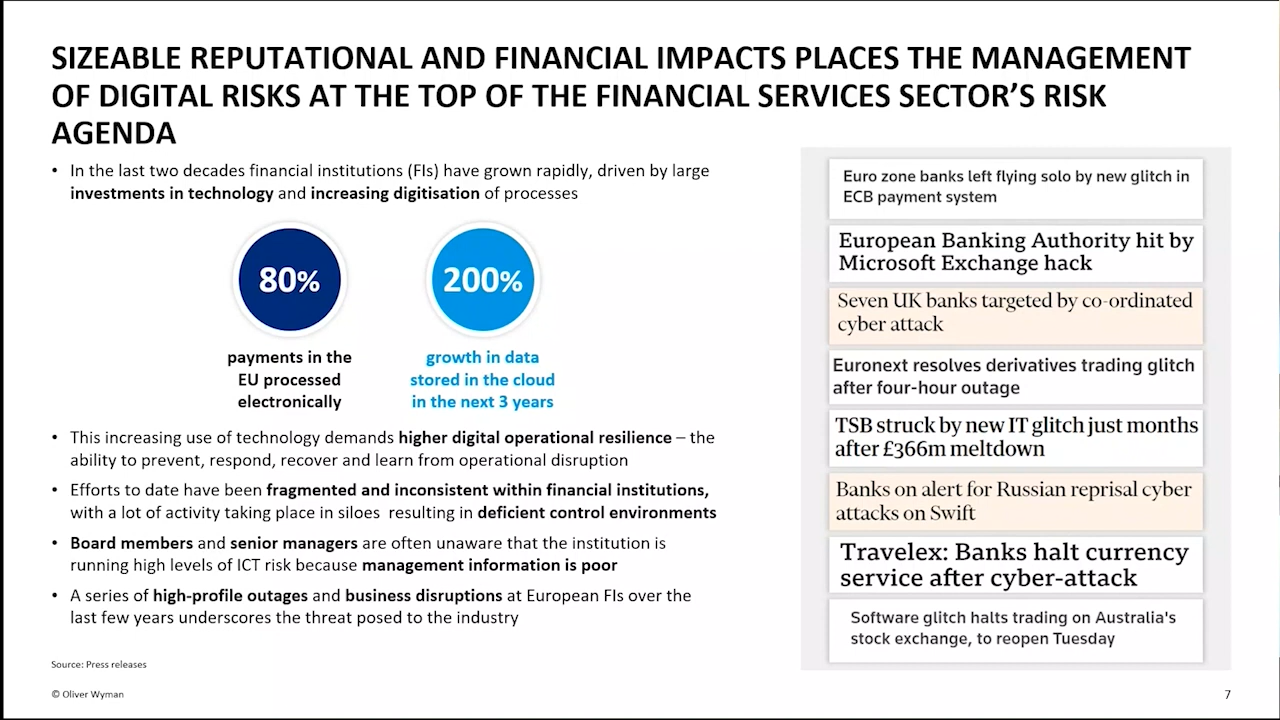 SIZEABLE REPUTATIONAL AND FINANCIAL IMPACTS PLACES THE MANAGEMENT
OF DIGITAL RISKS AT THE TOP OF THE FINANCIAL SERVICES SECTOR'S RISK
AGENDA
• In the last two decades financial institutions (FIs) have grown rapidly, driven by large
investments in technology and increasing digitisation of processes
80%
payments in the
EU processed
electronically
200%
growth in data
stored in the cloud
in the next 3 years
• This increasing use of technology demands higher digital operational resilience – the
ability to prevent, respond, recover and learn from operational disruption
• Efforts to date have been fragmented and inconsistent within financial institutions,
with a lot of activity taking place in siloes resulting in deficient control environments
• Board members and senior managers are often unaware that the institution is
running high levels of ICT risk because management information is poor
• A series of high-profile outages and business disruptions at European FIs over the
last few years underscores the threat posed to the industry
Euro zone banks left flying solo by new glitch in
ECB payment system
European Banking Authority hit by
Microsoft Exchange hack
Seven UK banks targeted by co-ordinated
cyber attack
Euronext resolves derivatives trading glitch
after four-hour outage
TSB struck by new IT glitch just months
after £366m meltdown
Banks on alert for Russian reprisal cyber
attacks on Swift
Travelex: Banks halt currency
service after cyber-attack
Software glitch halts trading on Australia's
stock exchange, to reopen Tuesday
Source: Press releases
© Oliver Wyman
7